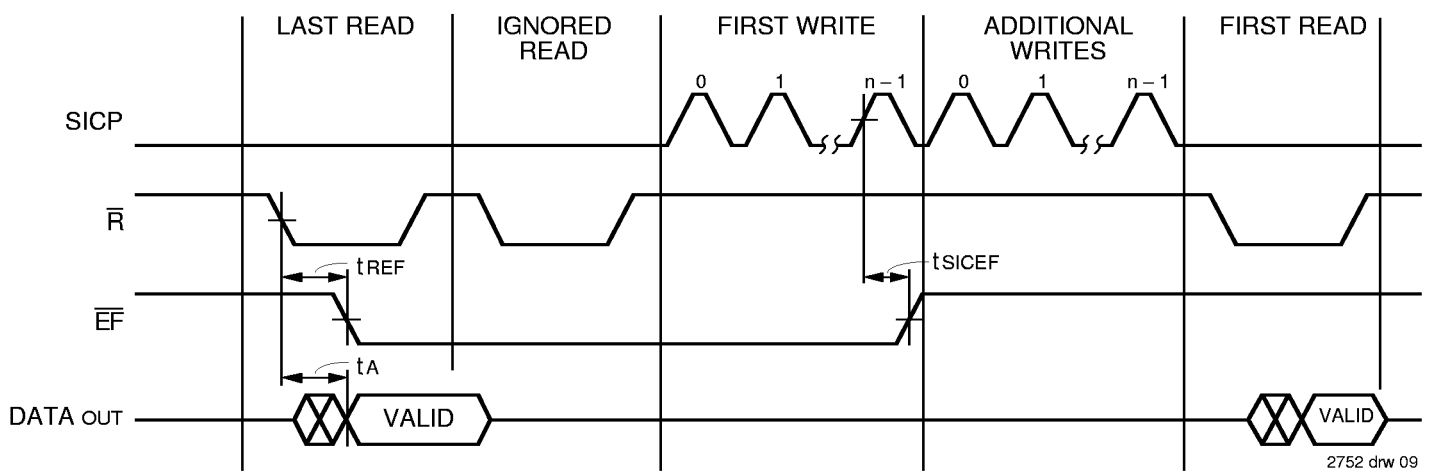 LAST READ
IGNORED
READ
FIRST WRITE
ADDITIONAL
WRITES
FIRST READ
0 1 n – 1 0 1 n – 1
SICP
R̅
tREF
tSICEF
E̅F̅
tA
DATA OUT
VALID
VALID
2752 drw 09